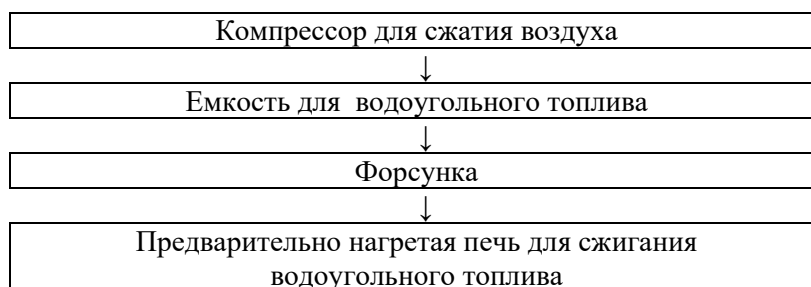 Компрессор для сжатия воздуха
↓
Емкость для водоугольного топлива
↓
Форсунка
↓
Предварительно нагретая печь для сжигания
водоугольного топлива